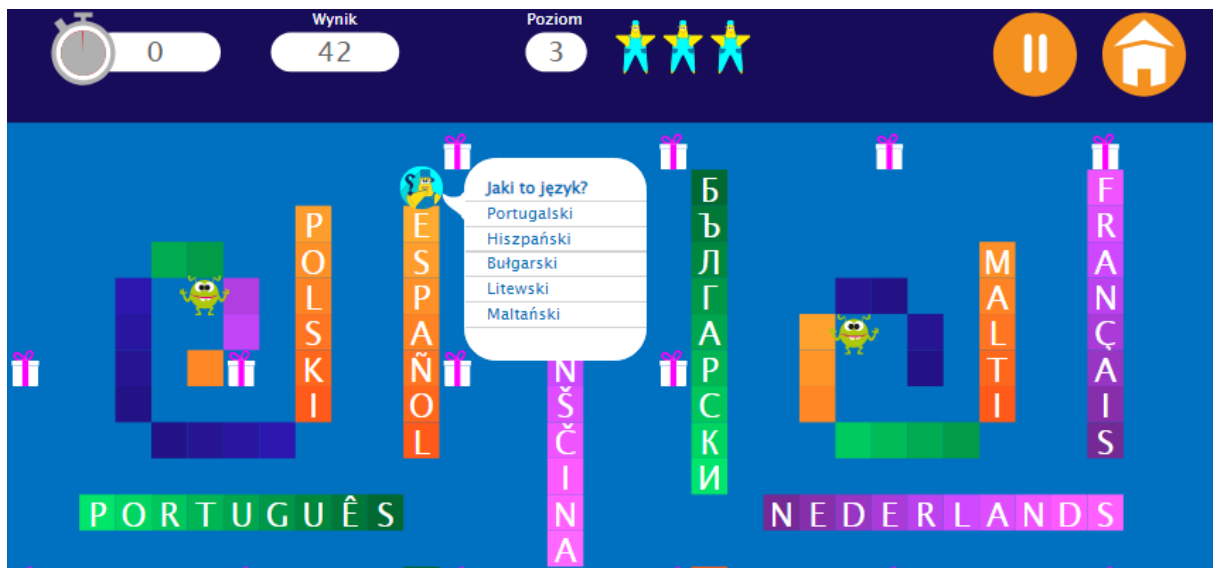 Wynik
Poziom
0
42
3
Jaki to język?
Portugalski
Hiszpański
Bułgarski
Litewski
Maltański
POLSKI
ESPAÑOL
NŠČINA
БЪЛГАРСКИ
MALTI
FRANÇAIS
PORTUGUÊS
NEDERLANDS